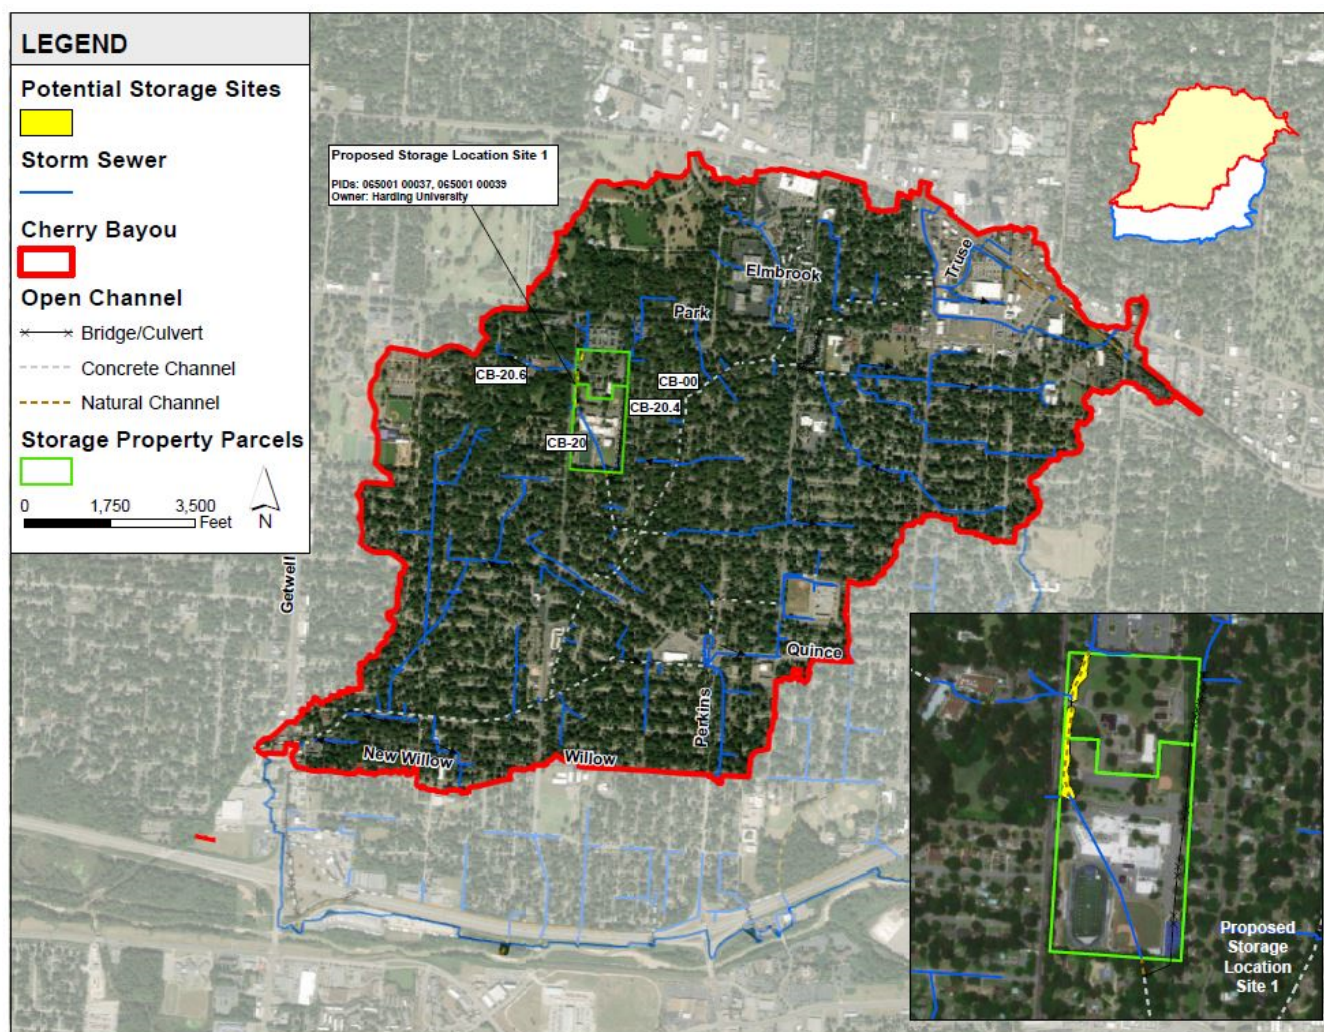 LEGEND
Potential Storage Sites
Storm Sewer
Cherry Bayou
Open Channel
Bridge/Culvert
Concrete Channel
Natural Channel
Storage Property Parcels
0 1,750 3,500
Feet
N
Proposed Storage Location Site 1
PIDs: 065001 00037, 065001 00039
Owner: Harding University
Elmbrook
Truse
Park
CB-20.6
CB-00
CB-20.4
CB-20
Getwell
Quince
Perkins
New Willow
Willow
Proposed
Storage
Location
Site 1